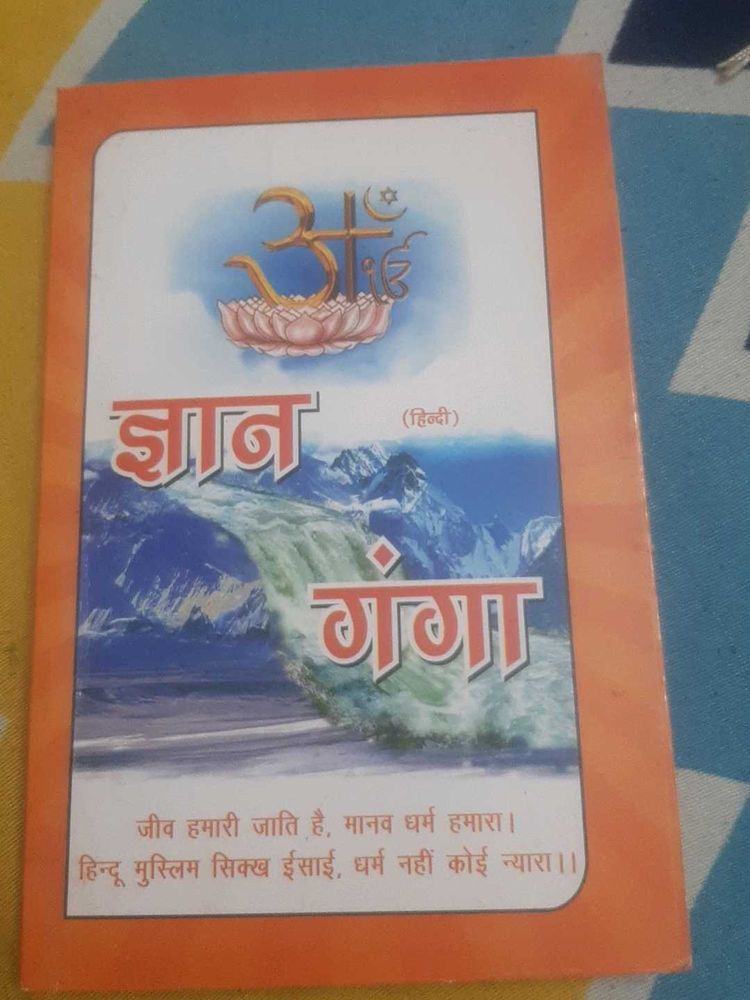 ज्ञान
(हिन्दी)
गंगा
जीव हमारी जाति है, मानव धर्म हमारा।
हिन्दू मुस्लिम सिक्ख ईसाई, धर्म नहीं कोई न्यारा।।